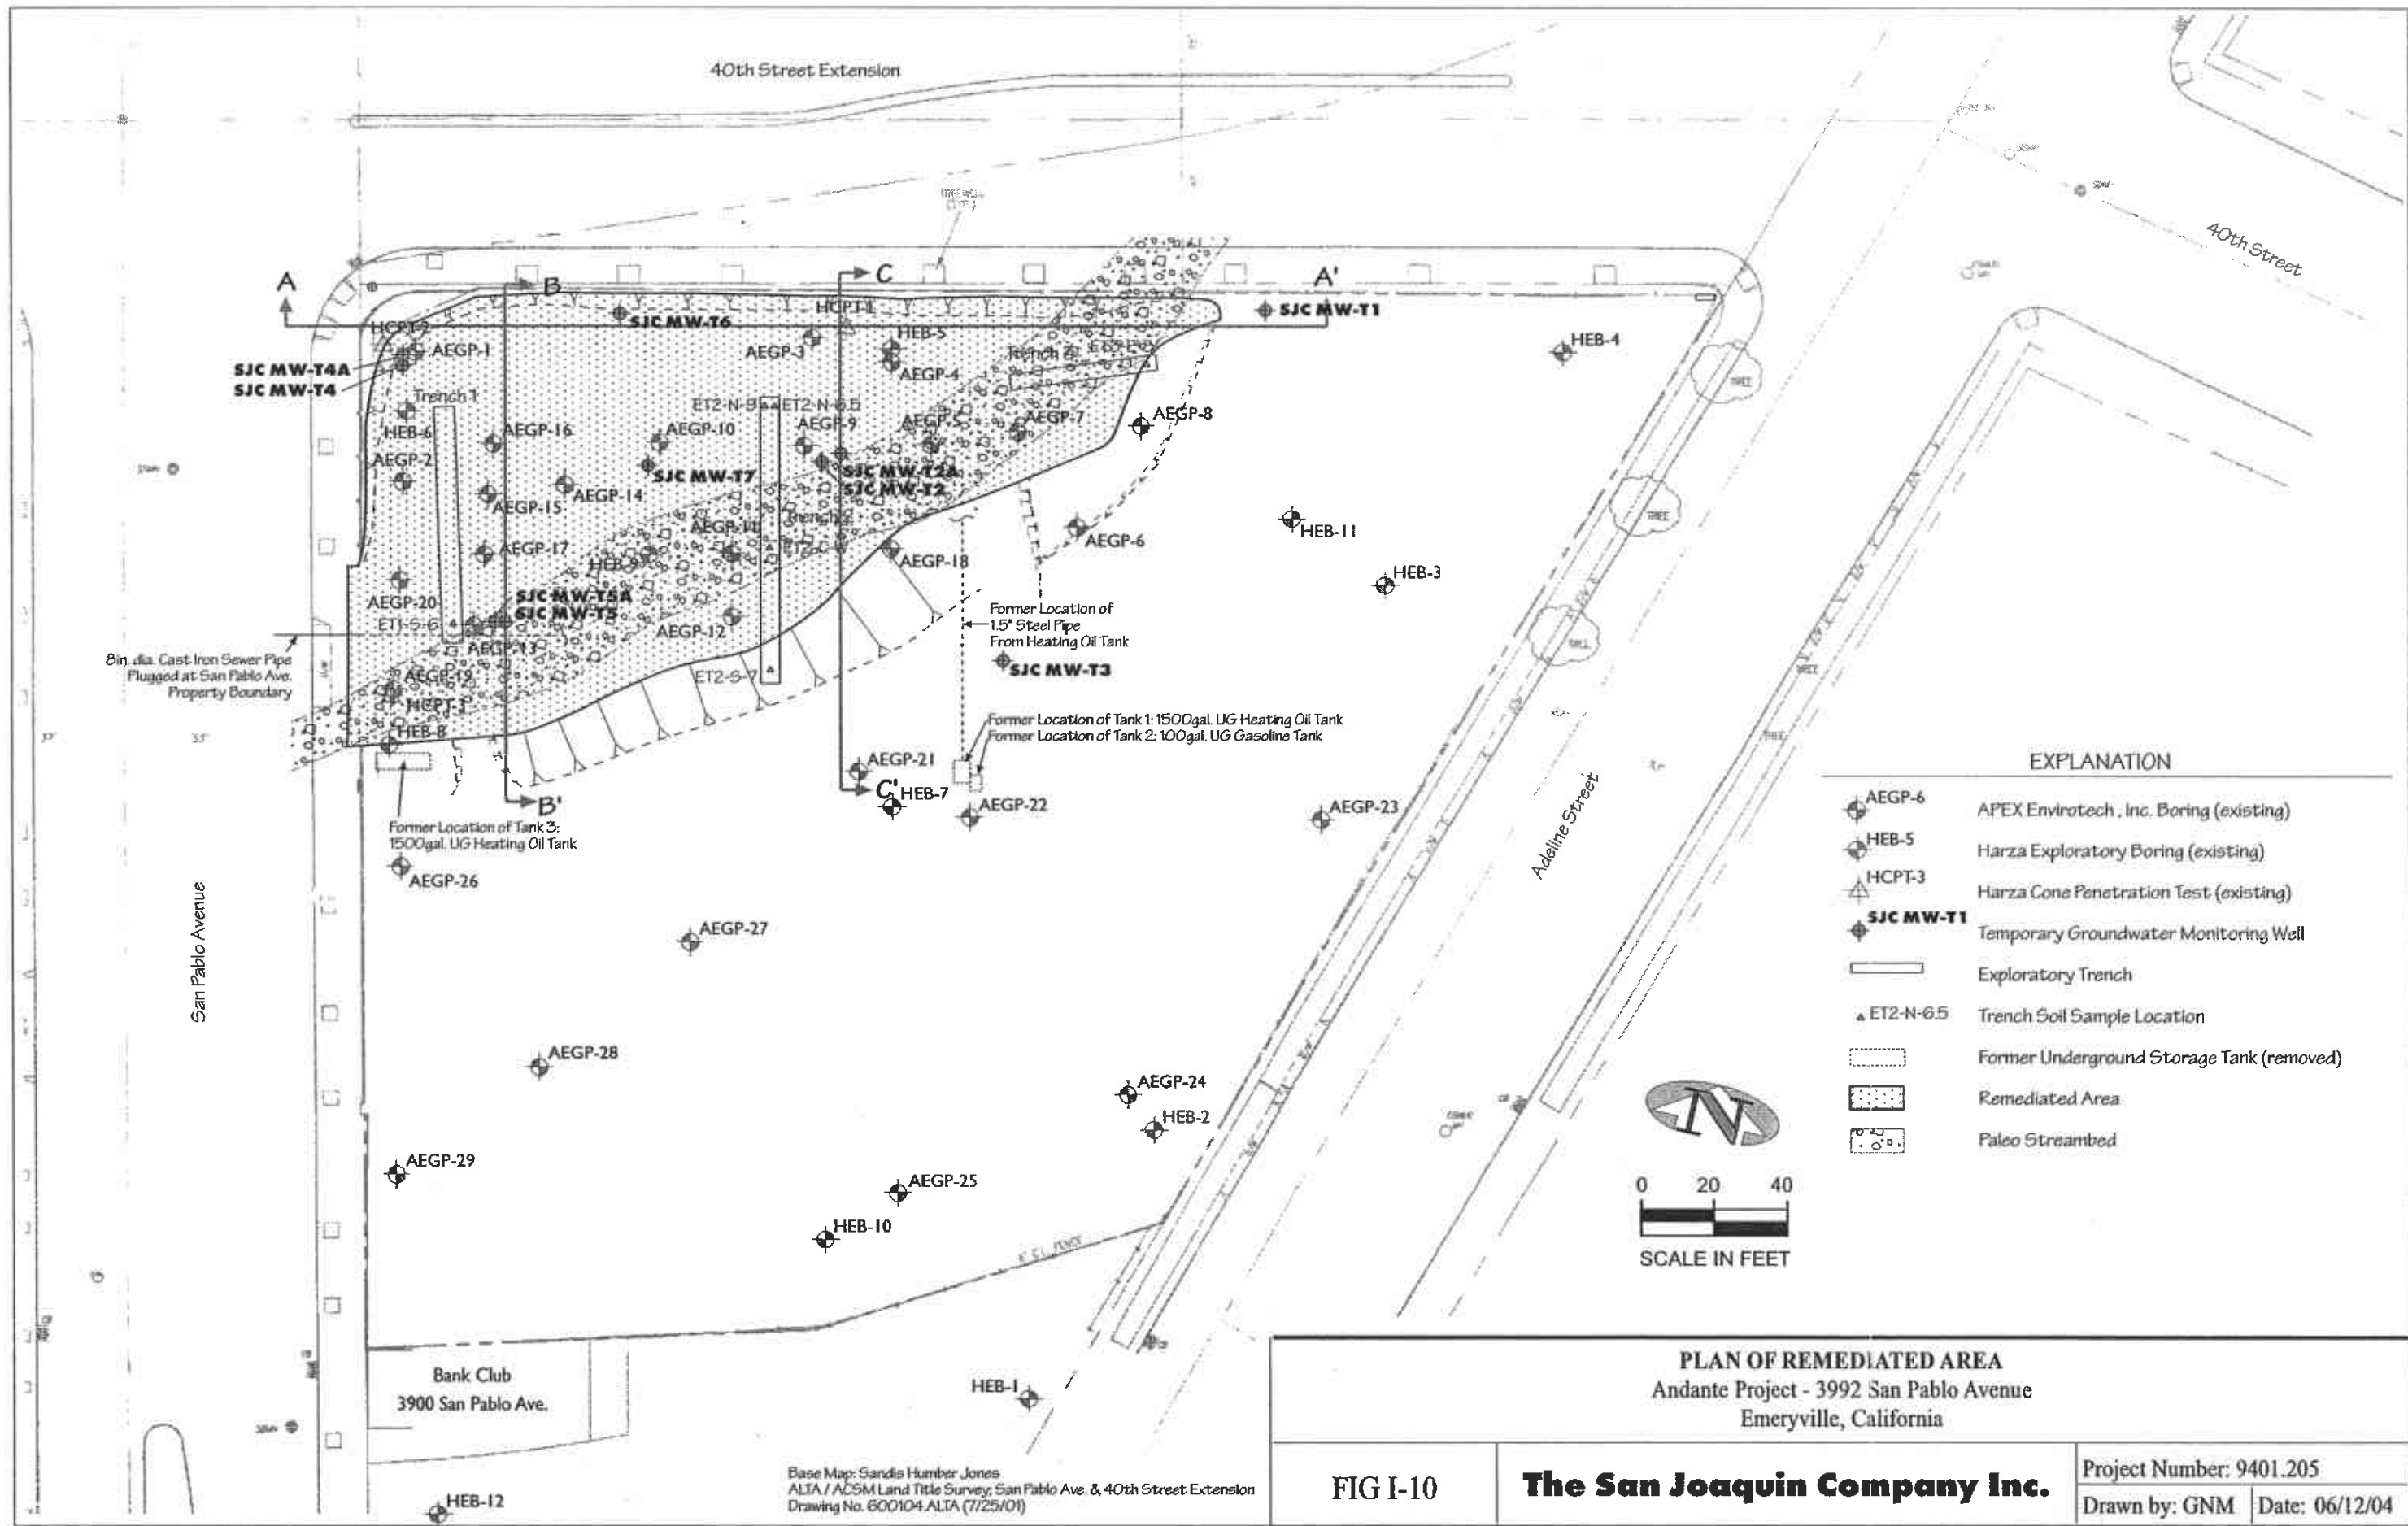 40th Street Extension
40th Street
A
B
C
A'
HCPT-2
SJC MW-T6
HCPT-1
HEB-5
SJC MW-T1
HEB-4
AEGP-1
AEGP-3
AEGP-4
SJC MW-T4A
SJC MW-T4
Trench 1
ET2-N-9
ET2-N-6.5
TREE
HEB-6
AEGP-16
AEGP-10
AEGP-9
AEGP-5
AEGP-7
AEGP-8
AEGP-2
SJC MW-T7
SJC MW-T2A
SJC MW-T2
AEGP-14
AEGP-15
TREE
AEGP-11
AEGP-6
HEB-11
AEGP-17
HEB-9
AEGP-18
HEB-3
AEGP-20
SJC MW-T5A
SJC MW-T5
ET1-S-6
AEGP-12
Former Location of
1.5" Steel Pipe
From Heating Oil Tank
TREE
AEGP-13
8in. dia. Cast Iron Sewer Pipe
Plugged at San Pablo Ave.
Property Boundary
AEGP-19
ET2-S-7
SJC MW-T3
TREE
HCPT-3
HEB-8
Former Location of Tank 1: 1500gal. UG Heating Oil Tank
Former Location of Tank 2: 100gal. UG Gasoline Tank
TREE
AEGP-21
B'
C'
HEB-7
AEGP-22
AEGP-23
Former Location of Tank 3:
1500gal. UG Heating Oil Tank
AEGP-26
Adeline Street
San Pablo Avenue
AEGP-27
AEGP-28
AEGP-24
HEB-2
AEGP-29
AEGP-25
HEB-10
6' C.L. FENCE
Bank Club
3900 San Pablo Ave.
HEB-1
HEB-12
EXPLANATION
AEGP-6 APEX Envirotech, Inc. Boring (existing)
HEB-5 Harza Exploratory Boring (existing)
HCPT-3 Harza Cone Penetration Test (existing)
SJC MW-T1 Temporary Groundwater Monitoring Well
Exploratory Trench
ET2-N-6.5 Trench Soil Sample Location
Former Underground Storage Tank (removed)
Remediated Area
Paleo Streambed
N
0 20 40
SCALE IN FEET
Base Map: Sandis Humber Jones
ALTA / ACSM Land Title Survey; San Pablo Ave. & 40th Street Extension
Drawing No. 600104.ALTA (7/25/01)
PLAN OF REMEDIATED AREA
Andante Project - 3992 San Pablo Avenue
Emeryville, California
FIG I-10
The San Joaquin Company Inc.
Project Number: 9401.205
Drawn by: GNM Date: 06/12/04